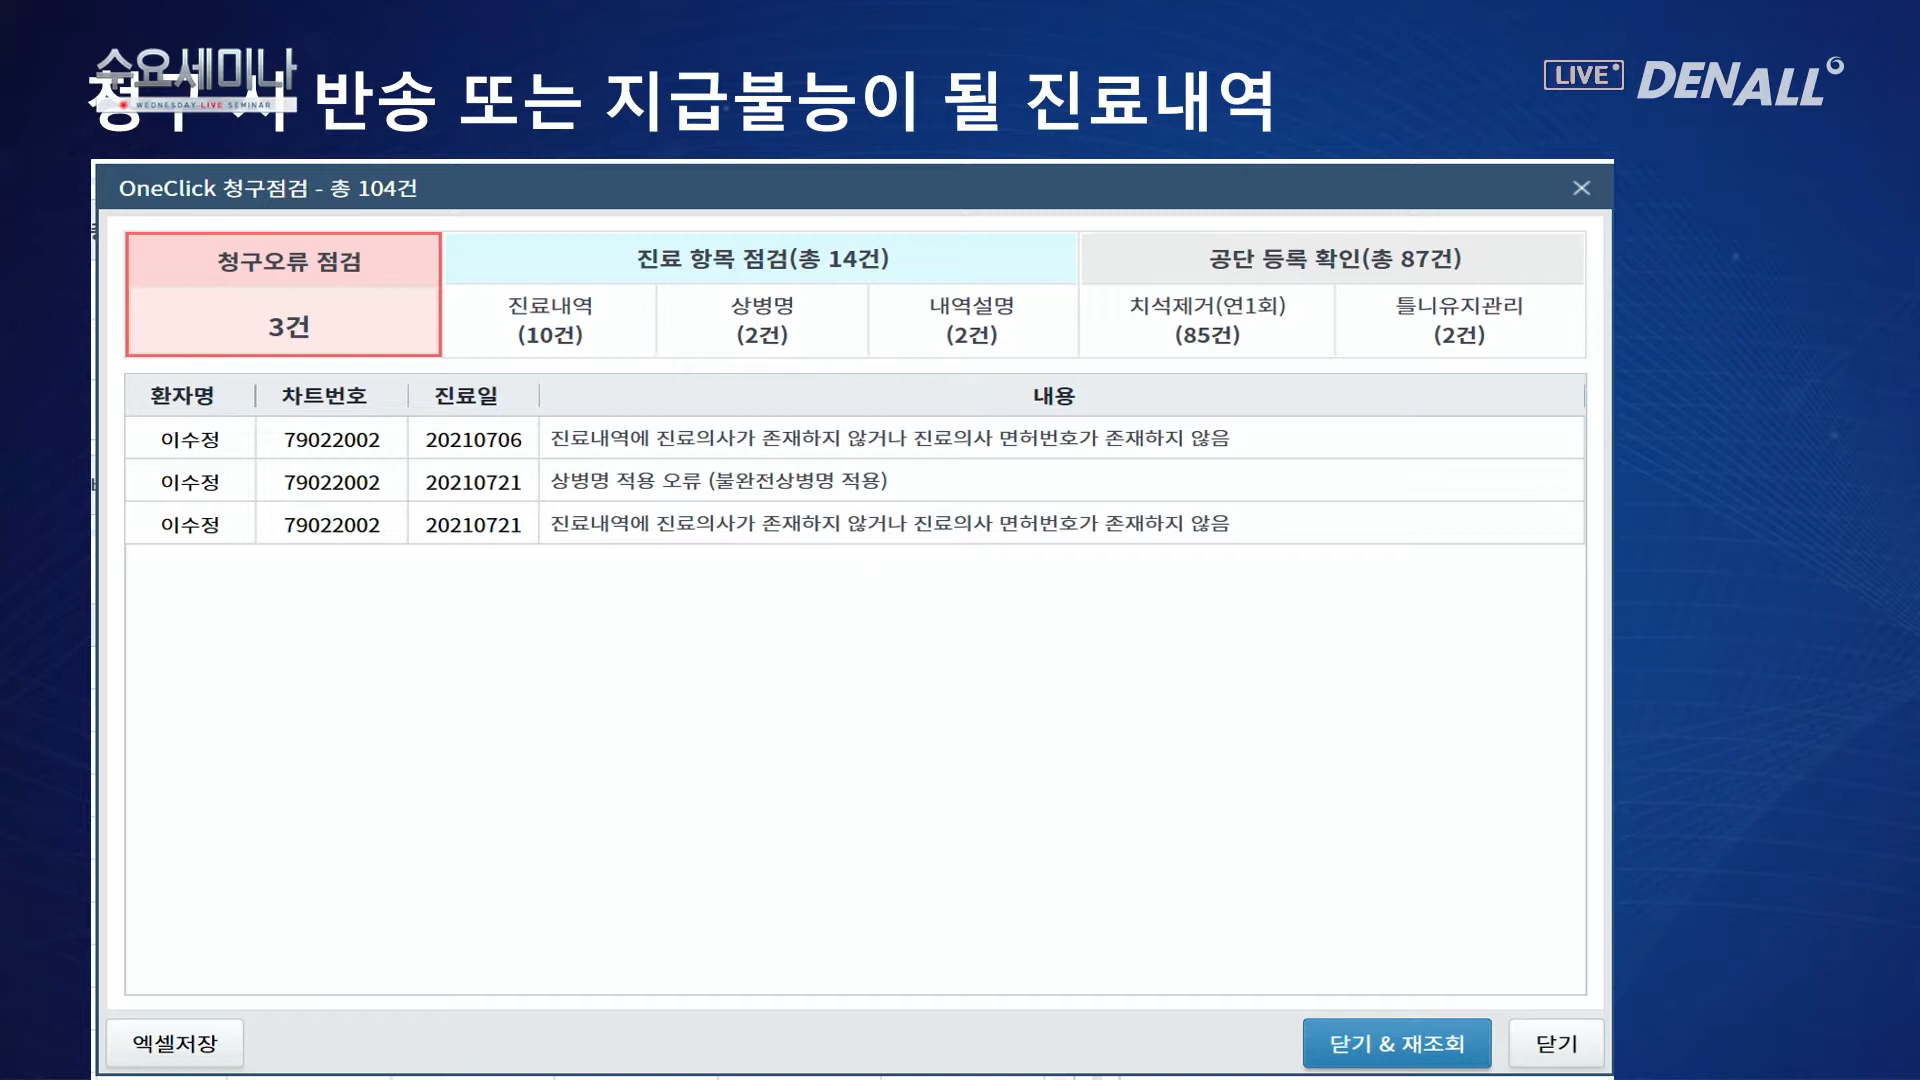 수요세미나
WEDNESDAY LIVE SEMINAR
청구 시 반송 또는 지급불능이 될 진료내역
LIVE
DENALL
OneClick 청구점검 - 총 104건
청구오류 점검
3건
진료 항목 점검(총 14건)
진료내역 (10건)
상병명 (2건)
내역설명 (2건)
공단 등록 확인(총 87건)
치석제거(연1회) (85건)
틀니유지관리 (2건)
환자명 차트번호 진료일 내용
이수정 79022002 20210706 진료내역에 진료의사가 존재하지 않거나 진료의사 면허번호가 존재하지 않음
이수정 79022002 20210721 상병명 적용 오류 (불완전상병명 적용)
이수정 79022002 20210721 진료내역에 진료의사가 존재하지 않거나 진료의사 면허번호가 존재하지 않음
엑셀저장
닫기 & 재조회
닫기